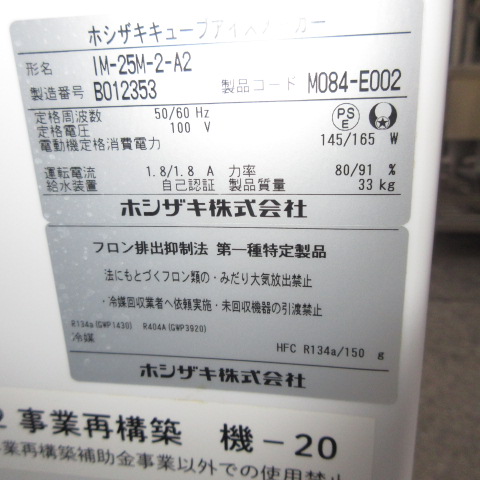 ホシザキキューブアイスメーカー
形名 IM-25M-2-A2
製造番号 B012353 製品コード M084-E002
定格周波数 50/60 Hz
定格電圧 100 V
PS
E
電動機定格消費電力 145/165 W
運転電流 1.8/1.8 A 力率 80/91 %
給水装置 自己認証 製品質量 33 kg
ホシザキ株式会社
フロン排出抑制法 第一種特定製品
法にもとづくフロン類の・みだり大気放出禁止
・冷媒回収業者へ依頼実施・未回収機器の引渡禁止
R134a(GWP1430) R404A(GWP3920)
冷媒 HFC R134a/150 g
ホシザキ株式会社
2 事業再構築 機-20
業再構築補助金事業以外での使用禁止